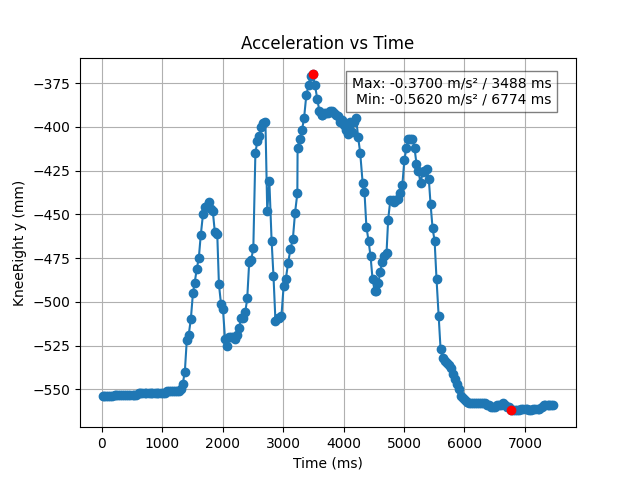 Acceleration vs Time
Max: -0.3700 m/s² / 3488 ms
Min: -0.5620 m/s² / 6774 ms
KneeRight y (mm)
−375
−400
−425
−450
−475
−500
−525
−550
0 1000 2000 3000 4000 5000 6000 7000
Time (ms)